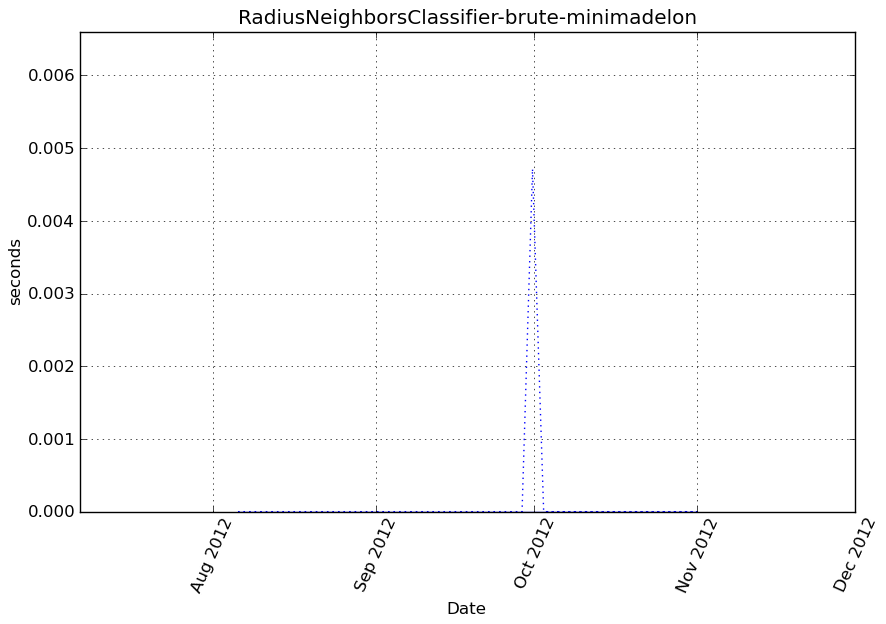 RadiusNeighborsClassifier-brute-minimadelon
0.006
0.005
0.004
0.003
0.002
0.001
0.000
seconds
Aug 2012
Sep 2012
Oct 2012
Nov 2012
Dec 2012
Date